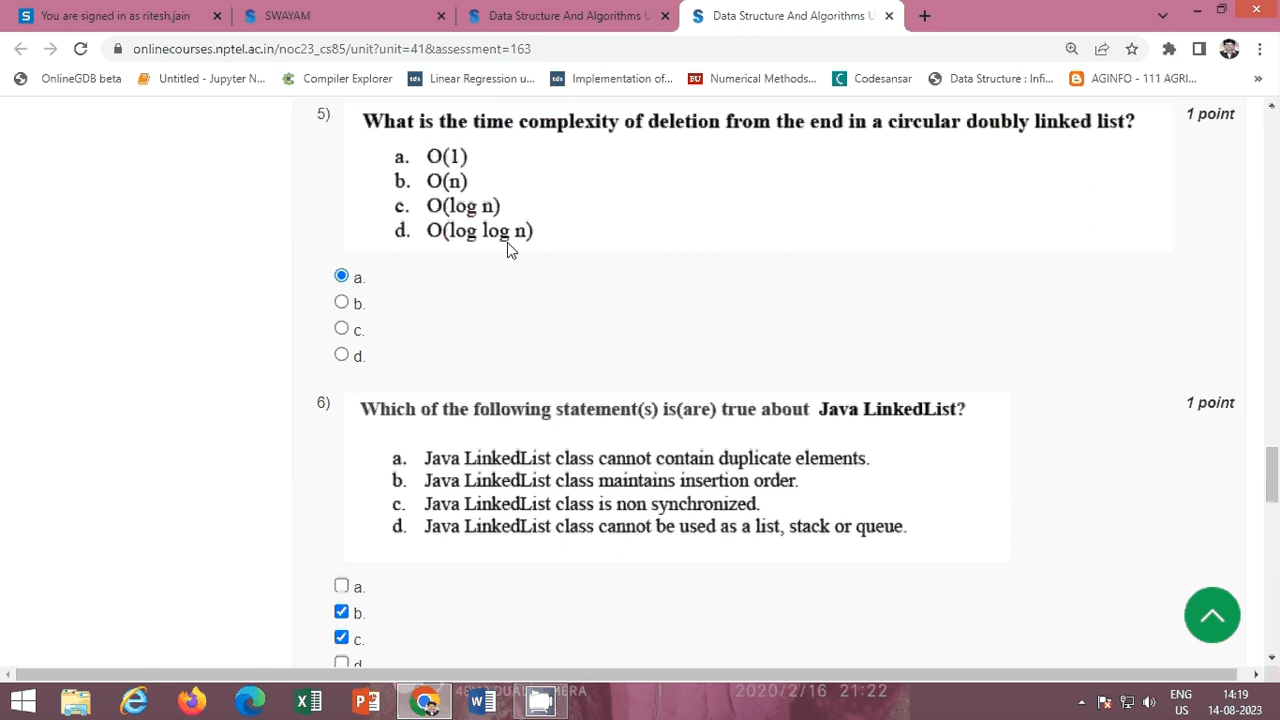 You are signed in as ritesh.jain
SWAYAM
Data Structure And Algorithms U
Data Structure And Algorithms U
onlinecourses.nptel.ac.in/noc23_cs85/unit?unit=41&assessment=163
OnlineGDB beta
Untitled - Jupyter N...
Compiler Explorer
tds Linear Regression u...
tds Implementation of...
BU Numerical Methods...
C Codesansar
Data Structure : Infi...
AGINFO - 111 AGRI...
»
5) What is the time complexity of deletion from the end in a circular doubly linked list? 1 point
a. O(1)
b. O(n)
c. O(log n)
d. O(log log n)
a.
b.
c.
d.
6) Which of the following statement(s) is(are) true about Java LinkedList? 1 point
a. Java LinkedList class cannot contain duplicate elements.
b. Java LinkedList class maintains insertion order.
c. Java LinkedList class is non synchronized.
d. Java LinkedList class cannot be used as a list, stack or queue.
a.
b.
c.
d
2020/2/16 21:22
ENG 14:19
US 14-08-2023